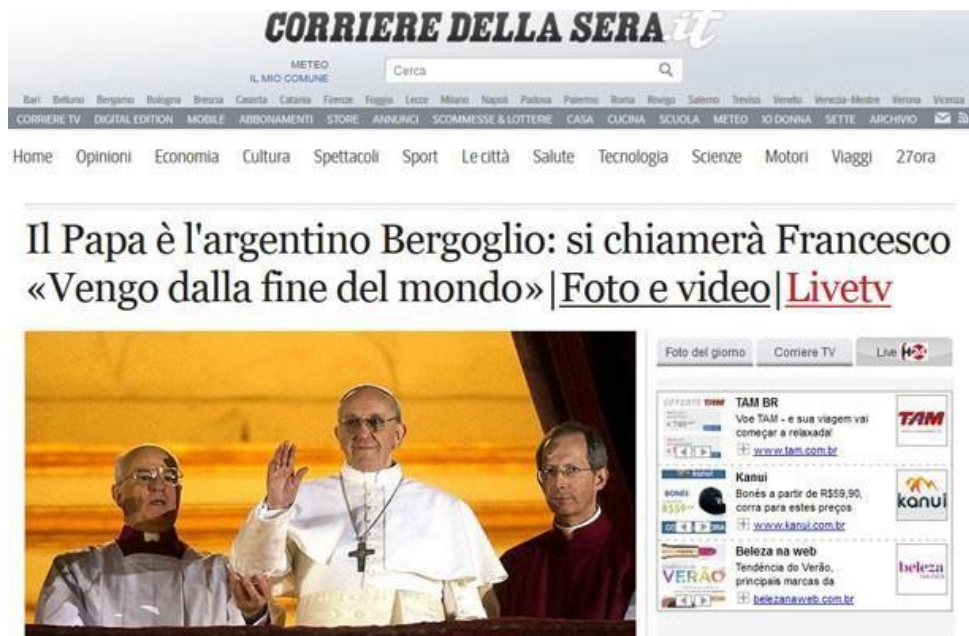 CORRIERE DELLA SERA.it
METEO
IL MIO COMUNE
Cerca
Bari Belluno Bergamo Bologna Brescia Caserta Catania Firenze Foggia Lecce Milano Napoli Padova Palermo Roma Rovigo Salerno Treviso Veneto Venezia-Mestre Verona Vicenza
CORRIERE TV DIGITAL EDITION MOBILE ABBONAMENTI STORE ANNUNCI SCOMMESSE & LOTTERIE CASA CUCINA SCUOLA METEO IO DONNA SETTE ARCHIVIO
Home Opinioni Economia Cultura Spettacoli Sport Le città Salute Tecnologia Scienze Motori Viaggi 27ora
Il Papa è l'argentino Bergoglio: si chiamerà Francesco
«Vengo dalla fine del mondo»|Foto e video|Livetv
Foto del giorno Corriere TV Live H24
OFFERTE TAM
TAM BR
Voe TAM - e sua viagem vai
começar a relaxada!
www.tam.com.br
TAM
BONÉS
R$59
Kanui
Bonés a partir de R$59,90,
corra para estes preços
www.kanui.com.br
kanui
VERÃO
Beleza na web
Tendência do Verão,
principais marcas da
belezanaweb.com.br
beleza